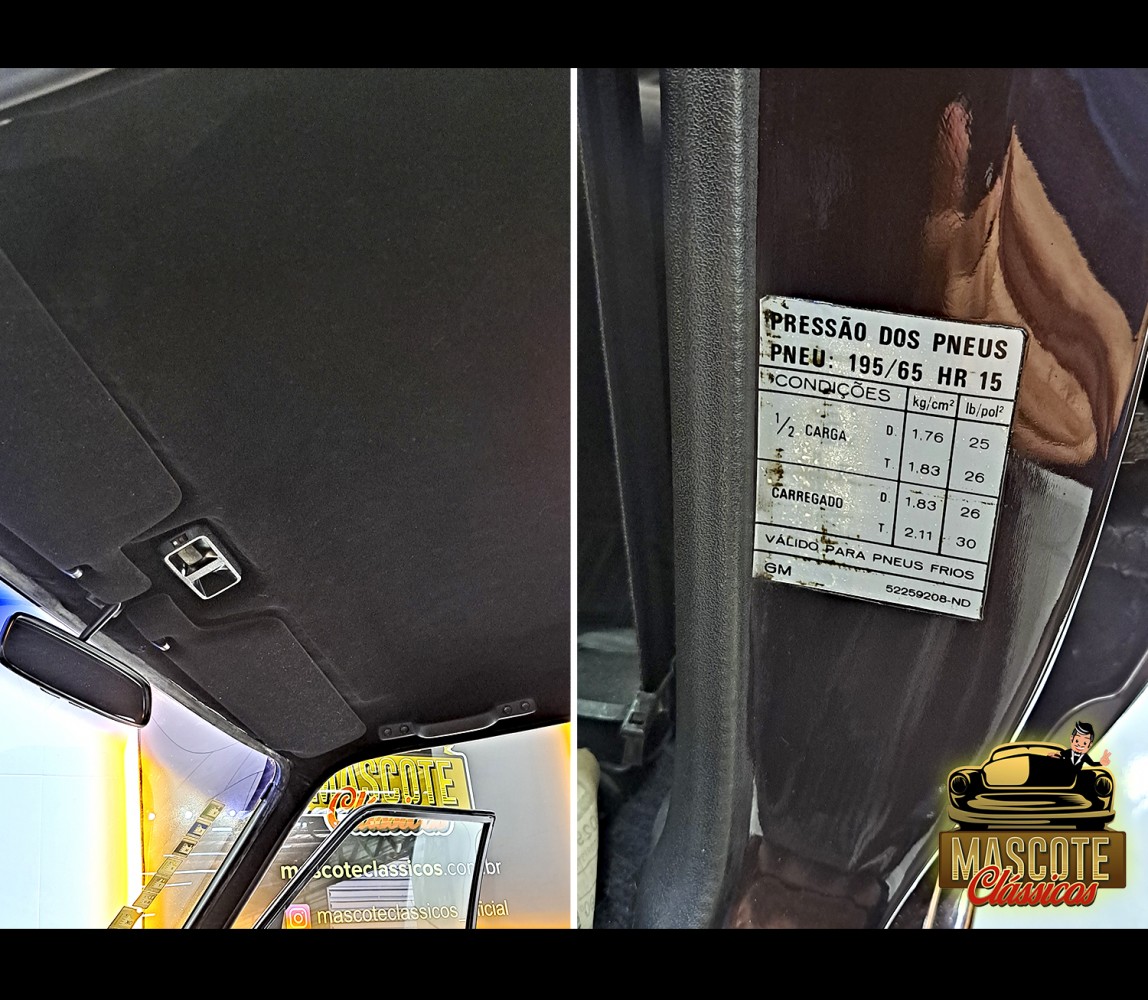 MASCOTE
Clássicos
mascoteclassicos.com.br
mascoteclassicos_oficial
PRESSÃO DOS PNEUS
PNEU: 195/65 HR 15
CONDIÇÕES kg/cm² lb/pol²
1/2 CARGA D. 1.76 25
T. 1.83 26
CARREGADO D. 1.83 26
T. 2.11 30
VÁLIDO PARA PNEUS FRIOS
GM 52259208-ND
MASCOTE
Clássicos